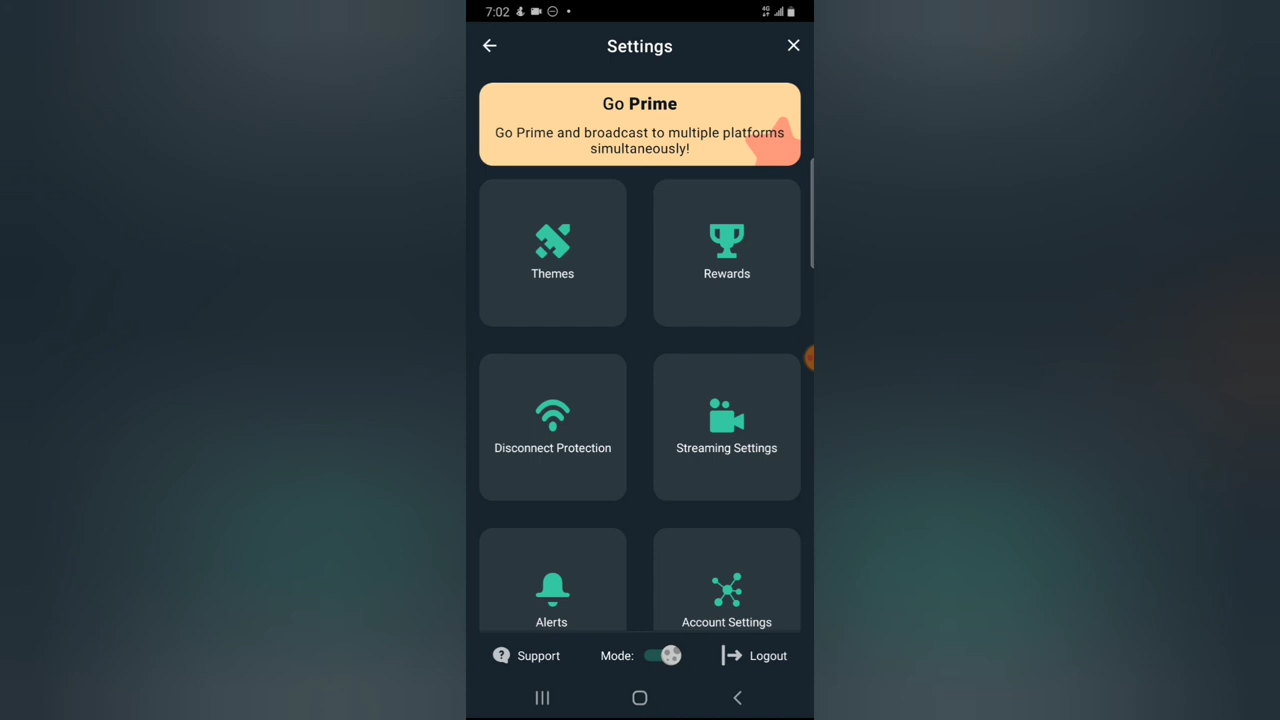 7:02
4G
Settings
Go Prime
Go Prime and broadcast to multiple platforms
simultaneously!
Themes
Rewards
Disconnect Protection
Streaming Settings
Alerts
Account Settings
Support
Mode:
Logout